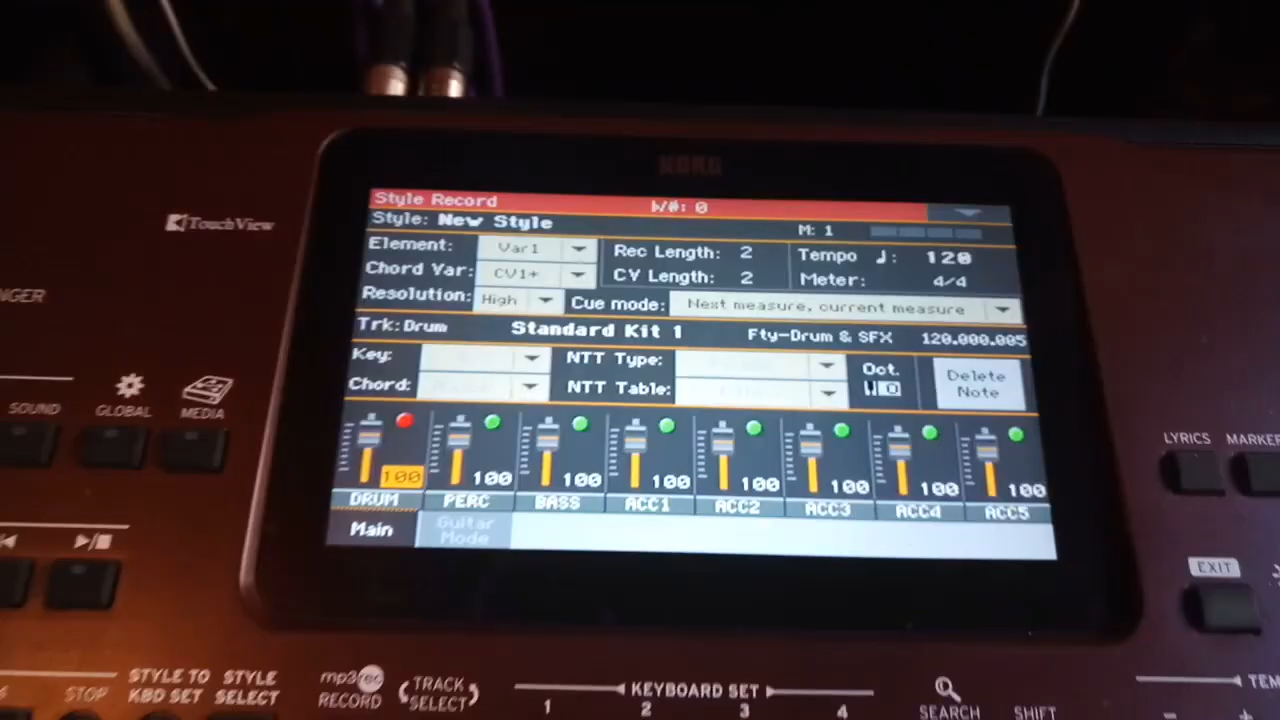 KORG
TouchView
Style Record ♭/#: 0
Style: New Style M: 1
Element: Var1 Rec Length: 2 Tempo ♩: 120
Chord Var: CV1+ CV Length: 2 Meter: 4/4
Resolution: High Cue mode: Next measure, current measure
Trk: Drum Standard Kit 1 Fty-Drum & SFX 120.000.005
Key: NTT Type: Oct. Delete
Chord: NTT Table: Note
100 100 100 100 100 100 100 100
DRUM PERC BASS ACC1 ACC2 ACC3 ACC4 ACC5
Main Guitar
Mode
NGER
SOUND GLOBAL MEDIA
LYRICS MARKER
EXIT
STOP STYLE TO KBD SET STYLE SELECT
mp3 rec RECORD TRACK SELECT
KEYBOARD SET
1 2 3 4
SEARCH SHIFT
TEM